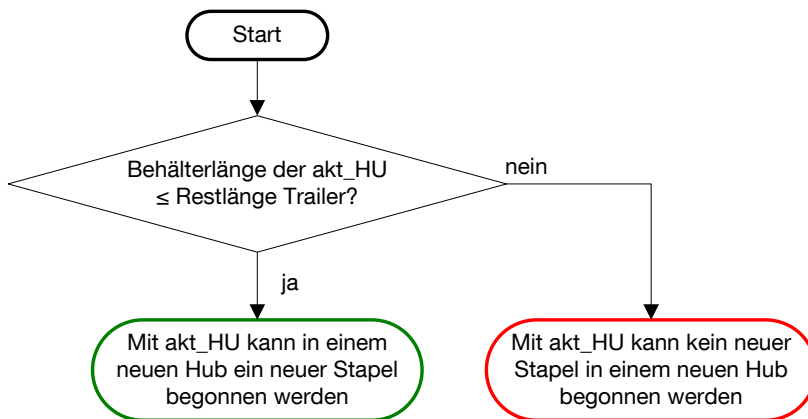 Start
Behälterlänge der akt_HU
≤ Restlänge Trailer?
nein
ja
Mit akt_HU kann in einem
neuen Hub ein neuer Stapel
begonnen werden
Mit akt_HU kann kein neuer
Stapel in einem neuen Hub
begonnen werden